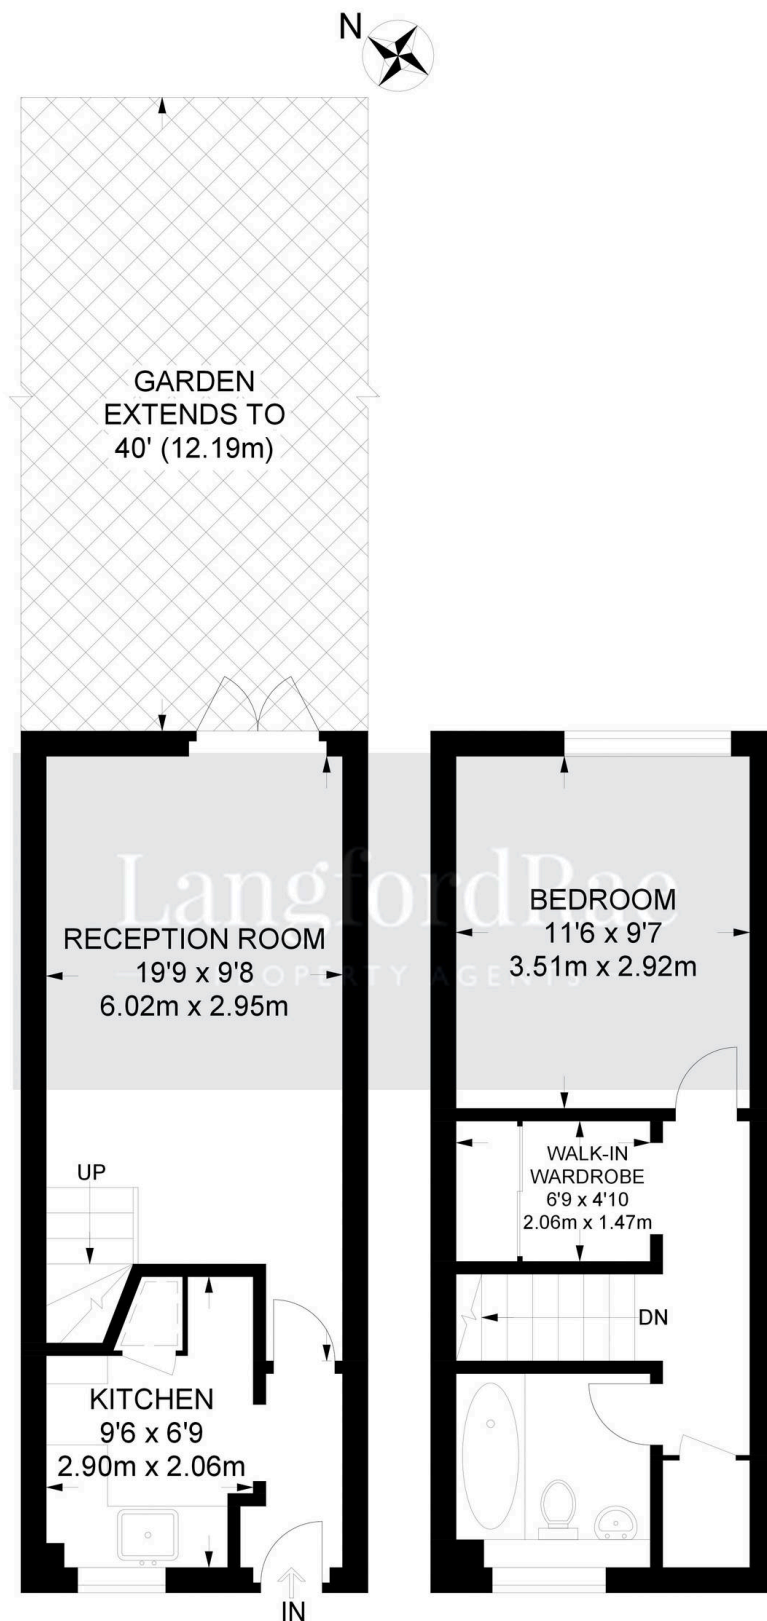 N
GARDEN
EXTENDS TO
40' (12.19m)
LangfordRae
PROPERTY AGENTS
RECEPTION ROOM
19'9 x 9'8
6.02m x 2.95m
UP
KITCHEN
9'6 x 6'9
2.90m x 2.06m
IN
BEDROOM
11'6 x 9'7
3.51m x 2.92m
WALK-IN
WARDROBE
6'9 x 4'10
2.06m x 1.47m
DN